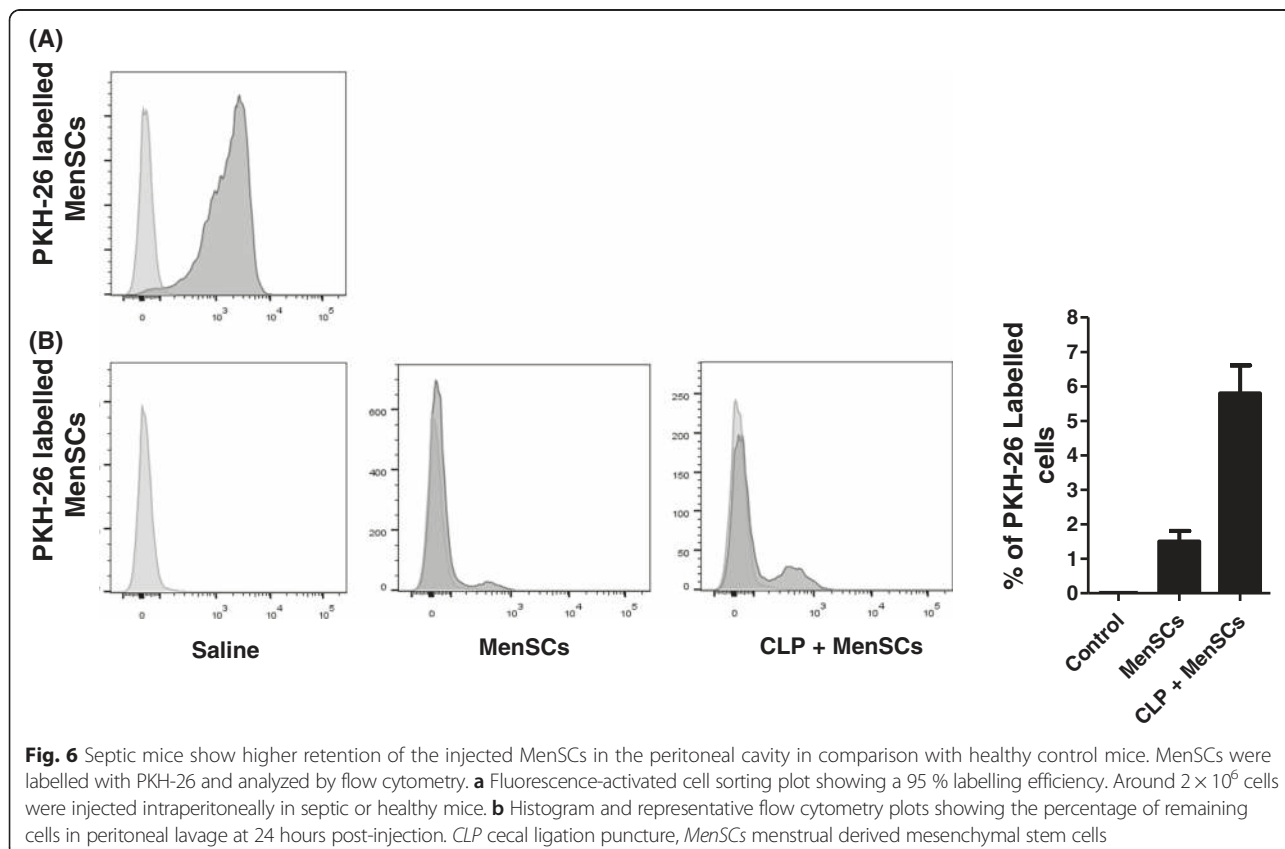 (A)
PKH-26 labelled
MenSCs
0 10³ 10⁴ 10⁵
(B)
PKH-26 labelled
MenSCs
0 10³ 10⁴ 10⁵
Saline
600
400
200
0
0 10³ 10⁴ 10⁵
MenSCs
250
200
150
100
50
0
0 10³ 10⁴ 10⁵
CLP + MenSCs
% of PKH-26 Labelled
cells
8
7
6
5
4
3
2
1
0
Control
MenSCs
CLP + MenSCs
Fig. 6 Septic mice show higher retention of the injected MenSCs in the peritoneal cavity in comparison with healthy control mice. MenSCs were
labelled with PKH-26 and analyzed by flow cytometry. a Fluorescence-activated cell sorting plot showing a 95 % labelling efficiency. Around 2 × 10⁶ cells
were injected intraperitoneally in septic or healthy mice. b Histogram and representative flow cytometry plots showing the percentage of remaining
cells in peritoneal lavage at 24 hours post-injection. CLP cecal ligation puncture, MenSCs menstrual derived mesenchymal stem cells